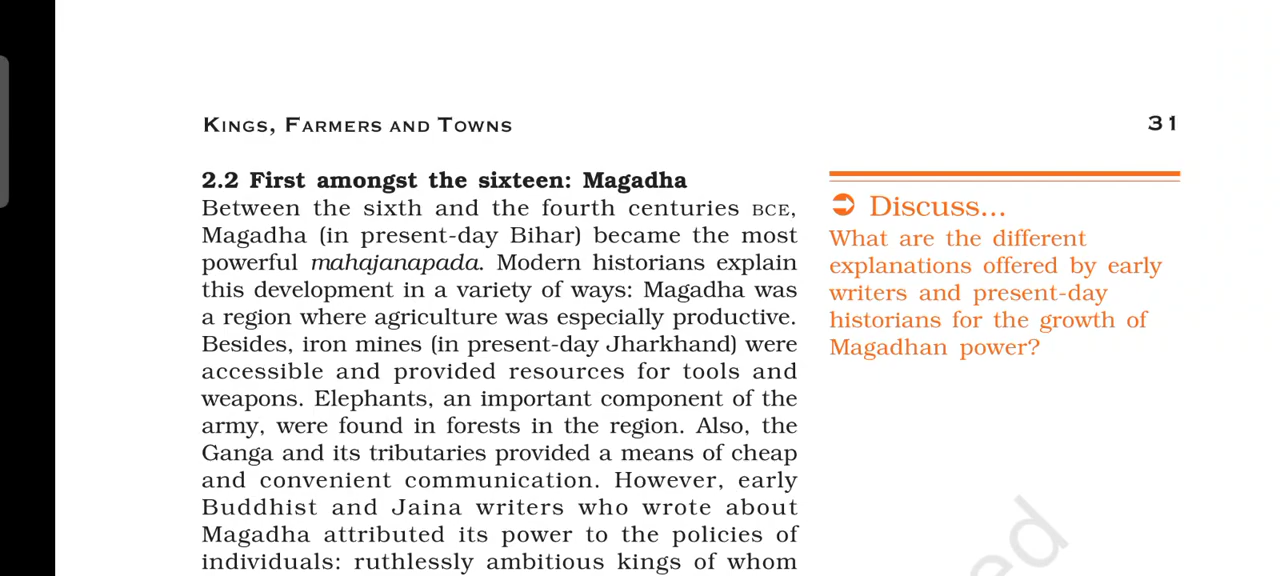 KINGS, FARMERS AND TOWNS
31
2.2 First amongst the sixteen: Magadha
Between the sixth and the fourth centuries BCE,
Magadha (in present-day Bihar) became the most
powerful mahajanapada. Modern historians explain
this development in a variety of ways: Magadha was
a region where agriculture was especially productive.
Besides, iron mines (in present-day Jharkhand) were
accessible and provided resources for tools and
weapons. Elephants, an important component of the
army, were found in forests in the region. Also, the
Ganga and its tributaries provided a means of cheap
and convenient communication. However, early
Buddhist and Jaina writers who wrote about
Magadha attributed its power to the policies of
individuals: ruthlessly ambitious kings of whom
Discuss...
What are the different
explanations offered by early
writers and present-day
historians for the growth of
Magadhan power?